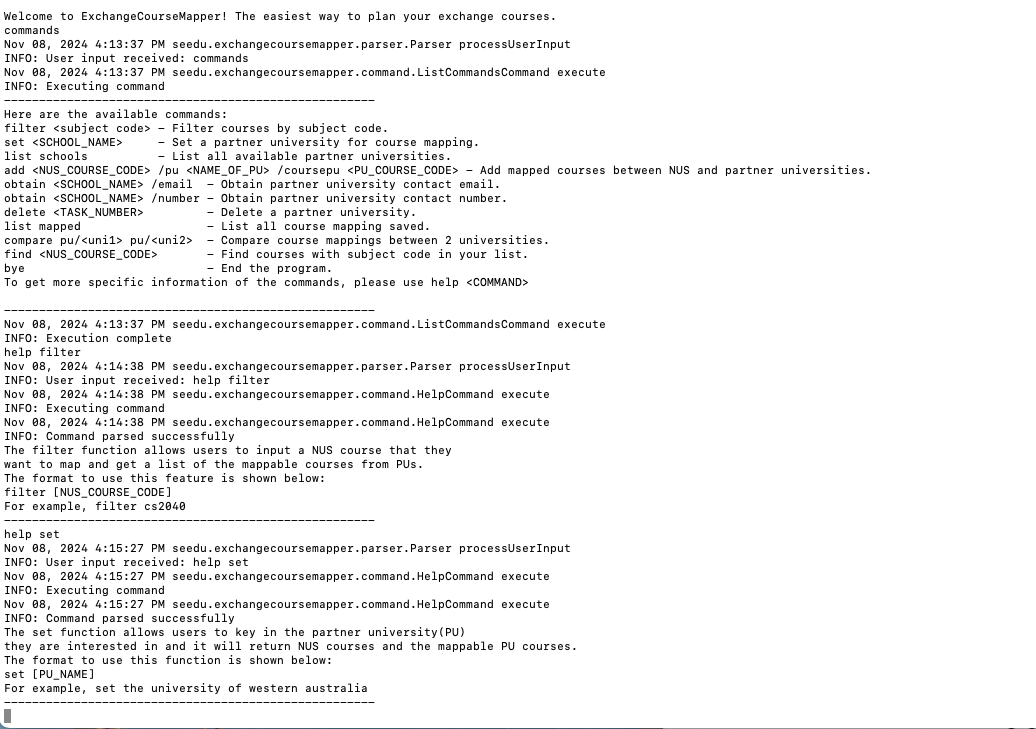 Welcome to ExchangeCourseMapper! The easiest way to plan your exchange courses.
commands
Nov 08, 2024 4:13:37 PM seedu.exchangecoursemapper.parser.Parser processUserInput
INFO: User input received: commands
Nov 08, 2024 4:13:37 PM seedu.exchangecoursemapper.command.ListCommandsCommand execute
INFO: Executing command
-----------------------------------------------------
Here are the available commands:
filter <subject code> - Filter courses by subject code.
set <SCHOOL_NAME>     - Set a partner university for course mapping.
list schools          - List all available partner universities.
add <NUS_COURSE_CODE> /pu <NAME_OF_PU> /coursepu <PU_COURSE_CODE> - Add mapped courses between NUS and partner universities.
obtain <SCHOOL_NAME> /email  - Obtain partner university contact email.
obtain <SCHOOL_NAME> /number - Obtain partner university contact number.
delete <TASK_NUMBER>         - Delete a partner university.
list mapped                  - List all course mapping saved.
compare pu/<uni1> pu/<uni2>  - Compare course mappings between 2 universities.
find <NUS_COURSE_CODE>       - Find courses with subject code in your list.
bye                          - End the program.
To get more specific information of the commands, please use help <COMMAND>

-----------------------------------------------------
Nov 08, 2024 4:13:37 PM seedu.exchangecoursemapper.command.ListCommandsCommand execute
INFO: Execution complete
help filter
Nov 08, 2024 4:14:38 PM seedu.exchangecoursemapper.parser.Parser processUserInput
INFO: User input received: help filter
Nov 08, 2024 4:14:38 PM seedu.exchangecoursemapper.command.HelpCommand execute
INFO: Executing command
Nov 08, 2024 4:14:38 PM seedu.exchangecoursemapper.command.HelpCommand execute
INFO: Command parsed successfully
The filter function allows users to input a NUS course that they
want to map and get a list of the mappable courses from PUs.
The format to use this feature is shown below:
filter [NUS_COURSE_CODE]
For example, filter cs2040
-----------------------------------------------------
help set
Nov 08, 2024 4:15:27 PM seedu.exchangecoursemapper.parser.Parser processUserInput
INFO: User input received: help set
Nov 08, 2024 4:15:27 PM seedu.exchangecoursemapper.command.HelpCommand execute
INFO: Executing command
Nov 08, 2024 4:15:27 PM seedu.exchangecoursemapper.command.HelpCommand execute
INFO: Command parsed successfully
The set function allows users to key in the partner university(PU)
they are interested in and it will return NUS courses and the mappable PU courses.
The format to use this function is shown below:
set [PU_NAME]
For example, set the university of western australia
-----------------------------------------------------